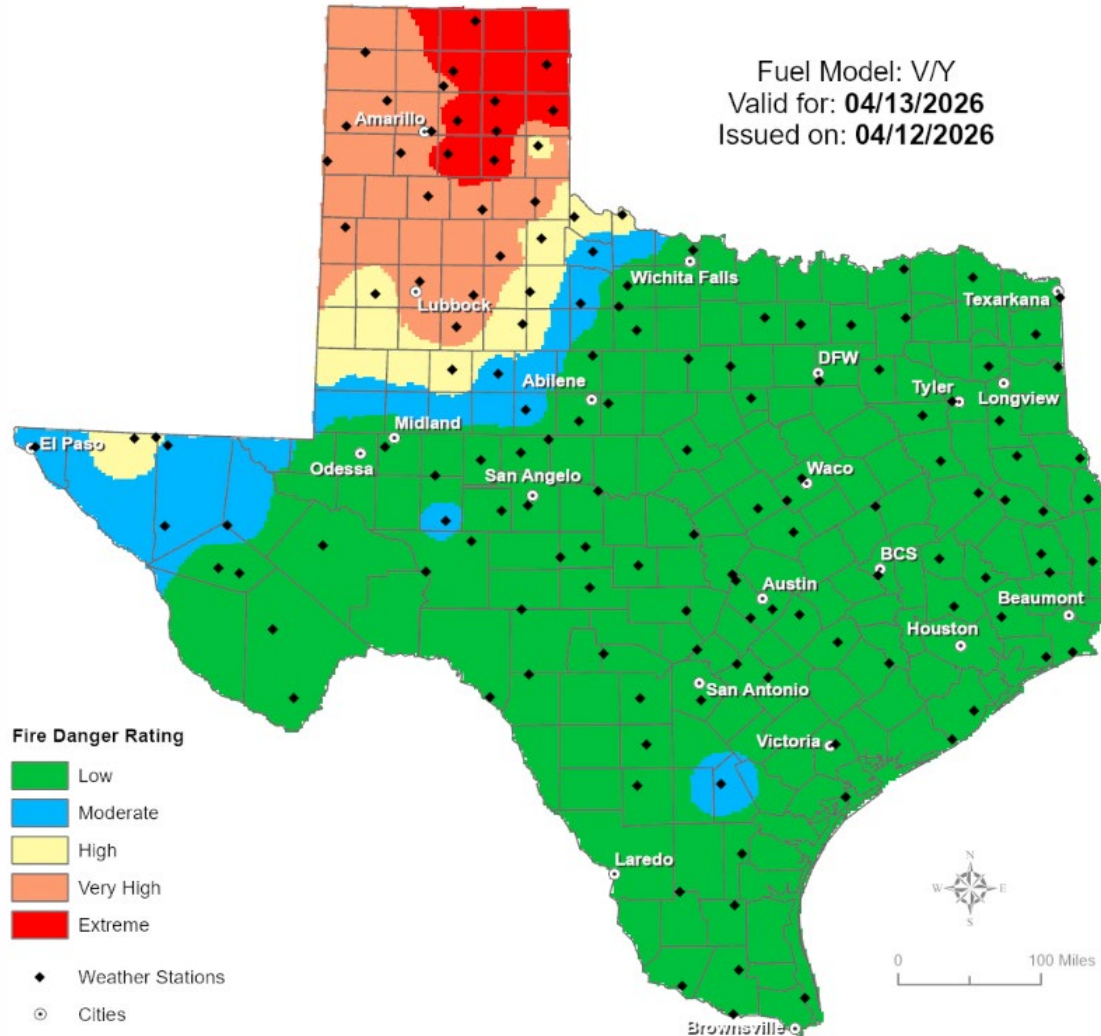 Fuel Model: V/Y
Valid for: 04/13/2026
Issued on: 04/12/2026
Amarillo
Wichita Falls
Lubbock
Texarkana
DFW
Abilene
Tyler
Longview
Midland
El Paso
Odessa
Waco
San Angelo
BCS
Austin
Beaumont
Houston
San Antonio
Victoria
Laredo
Brownsville
Fire Danger Rating
Low
Moderate
High
Very High
Extreme
Weather Stations
Cities
N
W E
S
0 100 Miles